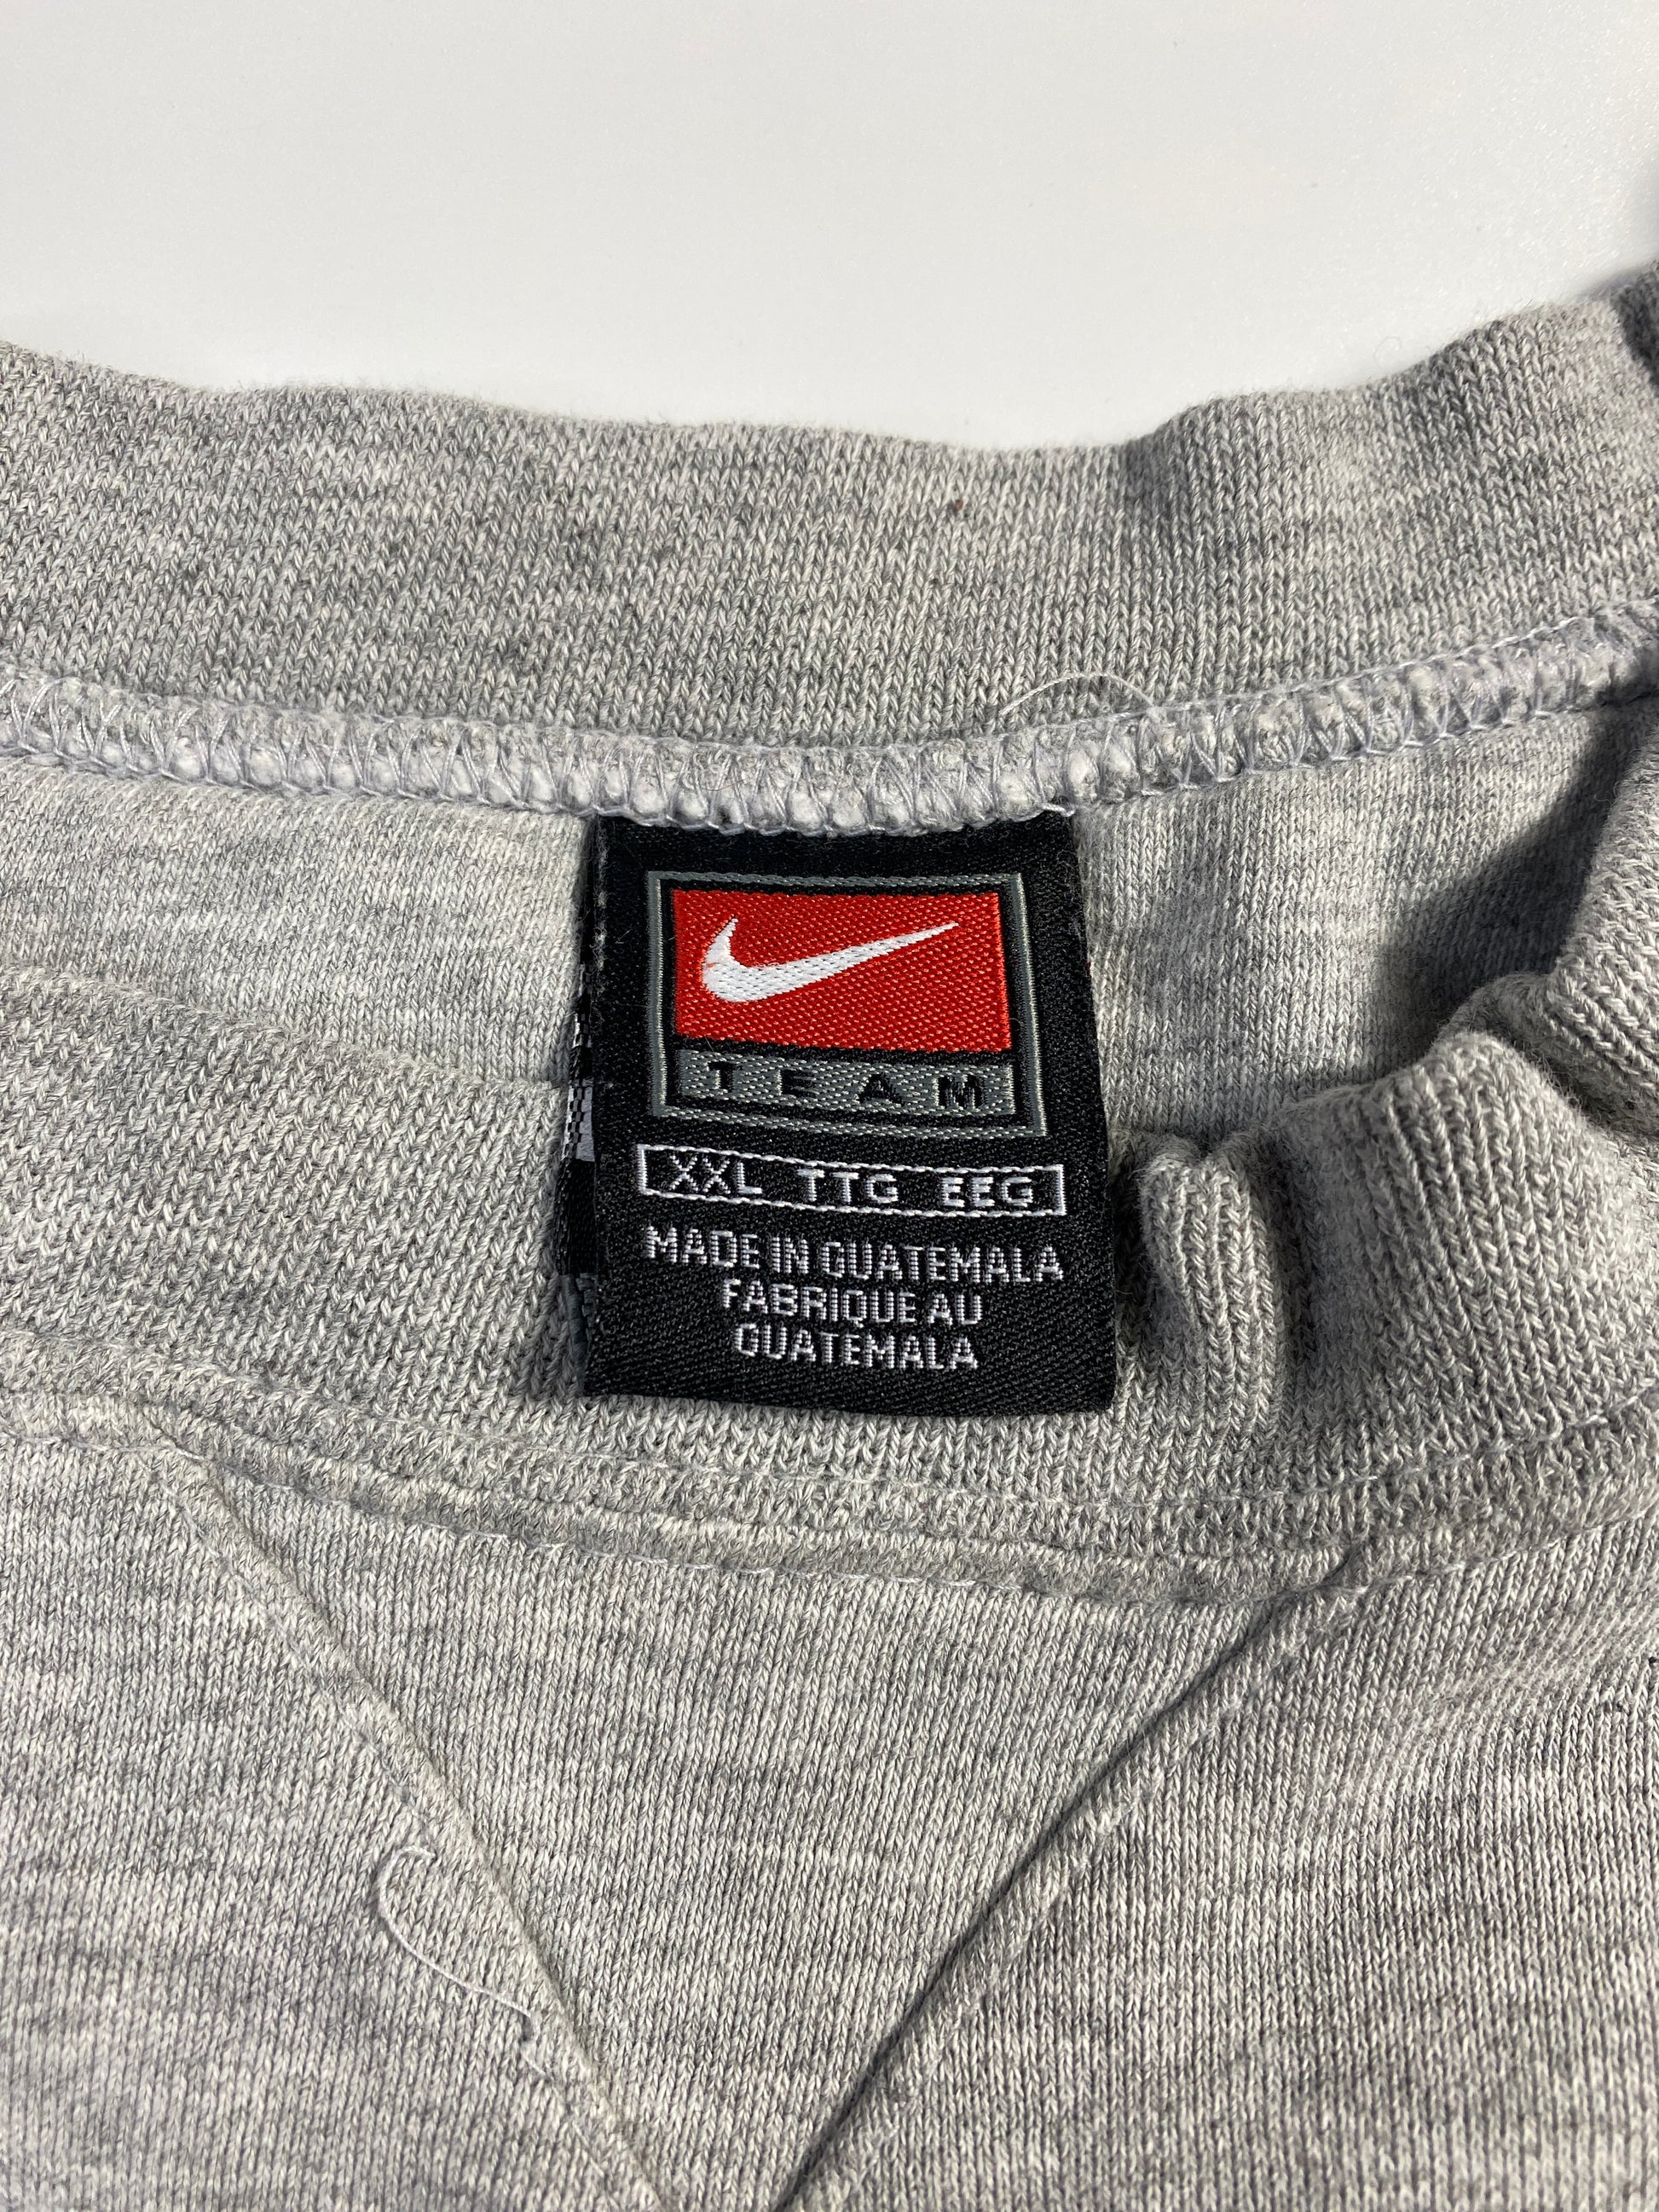 TEAM
XXL TTG EEG
MADE IN GUATEMALA
FABRIQUE AU
GUATEMALA